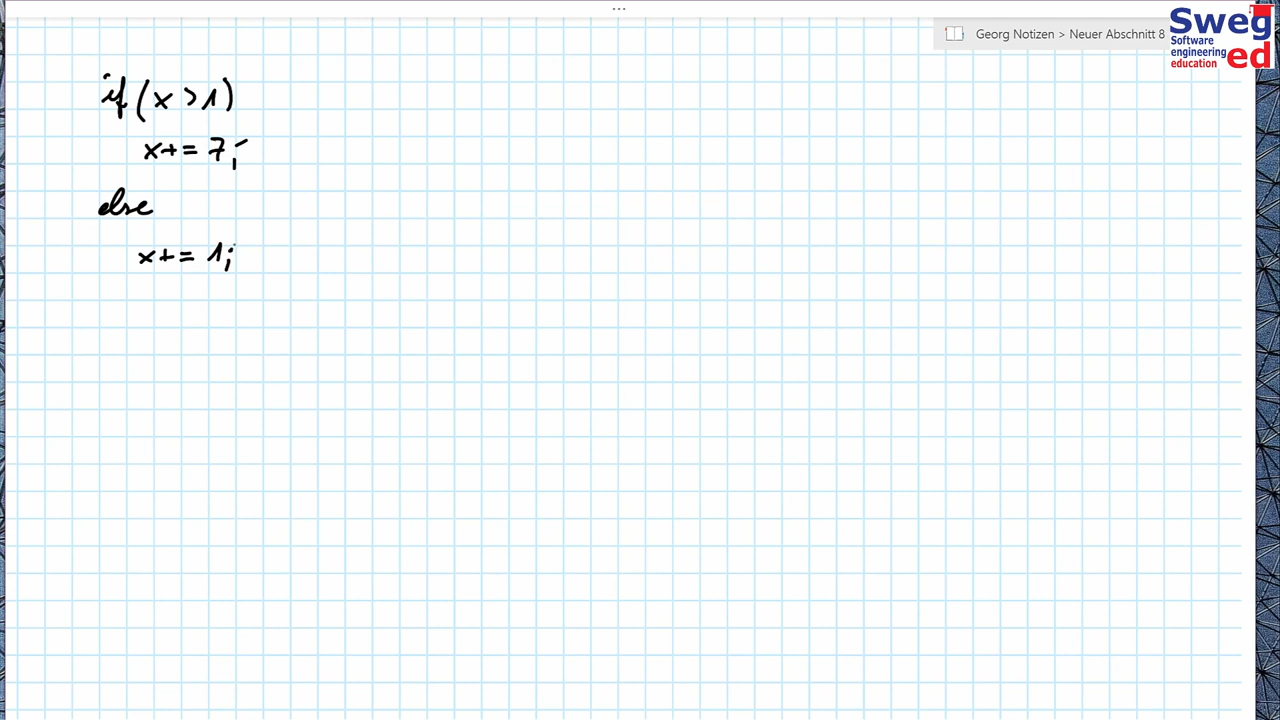 ...
Georg Notizen > Neuer Abschnitt 8
Sweg
Software
engineering
education
ed
if (x > 1)
x += 7;
else
x += 1;